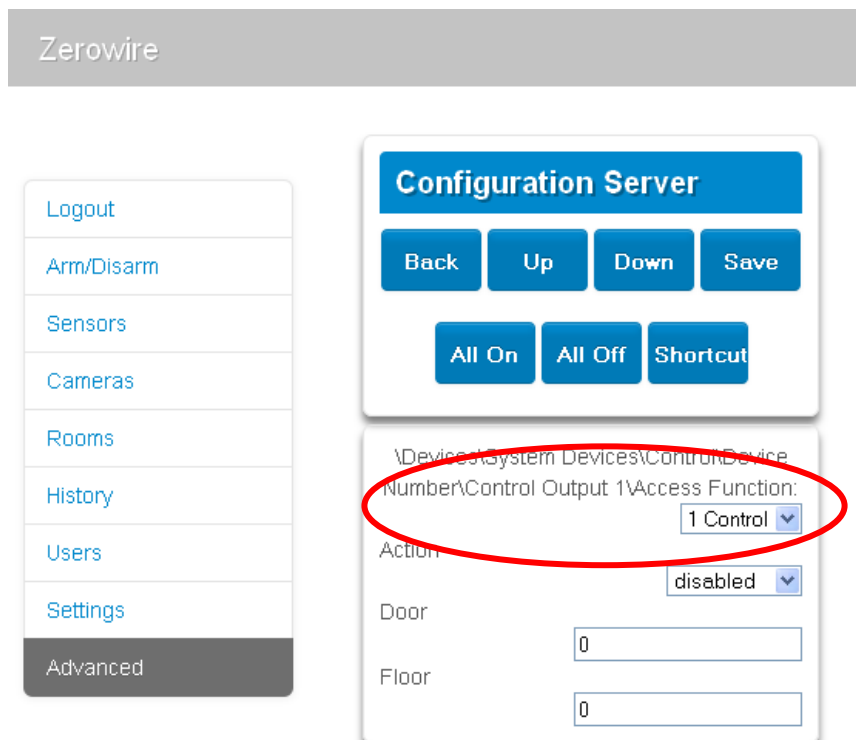 Zerowire
Logout
Arm/Disarm
Sensors
Cameras
Rooms
History
Users
Settings
Advanced
Configuration Server
Back Up Down Save
All On All Off Shortcut
\Devices\System Devices\Control\Device
Number\Control Output 1\Access Function:
1 Control
Action
disabled
Door
0
Floor
0